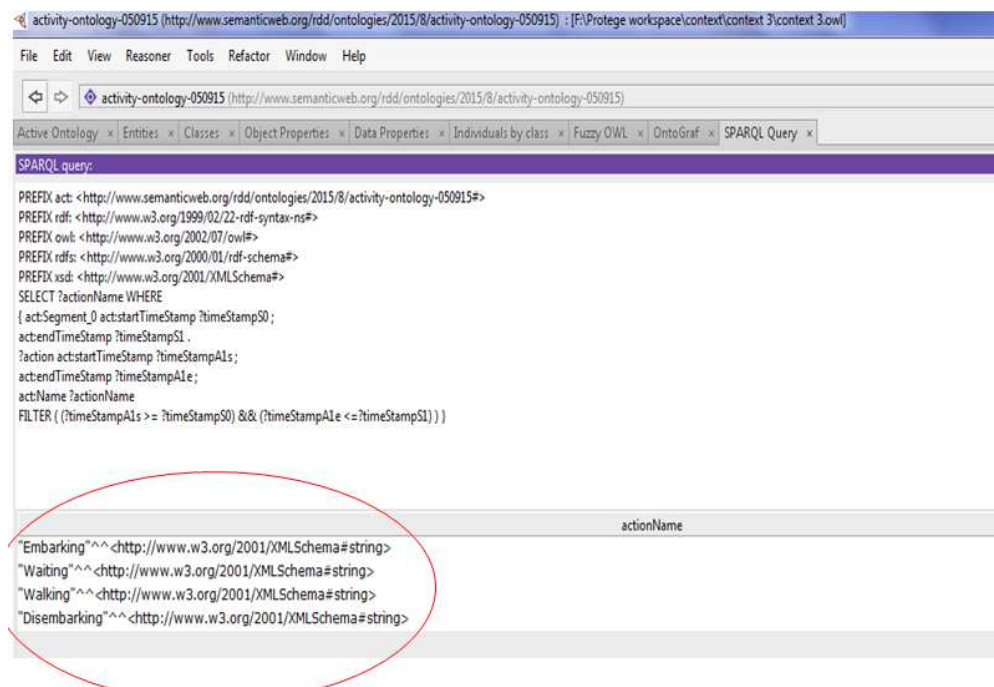 activity-ontology-050915 (http://www.semanticweb.org/rdd/ontologies/2015/8/activity-ontology-050915) : [F:\Protege workspace\context\context 3\context 3.owl]
File Edit View Reasoner Tools Refactor Window Help
activity-ontology-050915 (http://www.semanticweb.org/rdd/ontologies/2015/8/activity-ontology-050915)
Active Ontology × Entities × Classes × Object Properties × Data Properties × Individuals by class × Fuzzy OWL × OntoGraf × SPARQL Query ×
SPARQL query:
PREFIX act: <http://www.semanticweb.org/rdd/ontologies/2015/8/activity-ontology-050915#>
PREFIX rdf: <http://www.w3.org/1999/02/22-rdf-syntax-ns#>
PREFIX owl: <http://www.w3.org/2002/07/owl#>
PREFIX rdfs: <http://www.w3.org/2000/01/rdf-schema#>
PREFIX xsd: <http://www.w3.org/2001/XMLSchema#>
SELECT ?actionName WHERE
{ act:Segment_0 act:startTimeStamp ?timeStampS0 ;
act:endTimeStamp ?timeStampS1 .
?action act:startTimeStamp ?timeStampA1s ;
act:endTimeStamp ?timeStampA1e ;
act:Name ?actionName
FILTER ( (?timeStampA1s >= ?timeStampS0) && (?timeStampA1e <=?timeStampS1) ) }
actionName
"Embarking"^^<http://www.w3.org/2001/XMLSchema#string>
"Waiting"^^<http://www.w3.org/2001/XMLSchema#string>
"Walking"^^<http://www.w3.org/2001/XMLSchema#string>
"Disembarking"^^<http://www.w3.org/2001/XMLSchema#string>